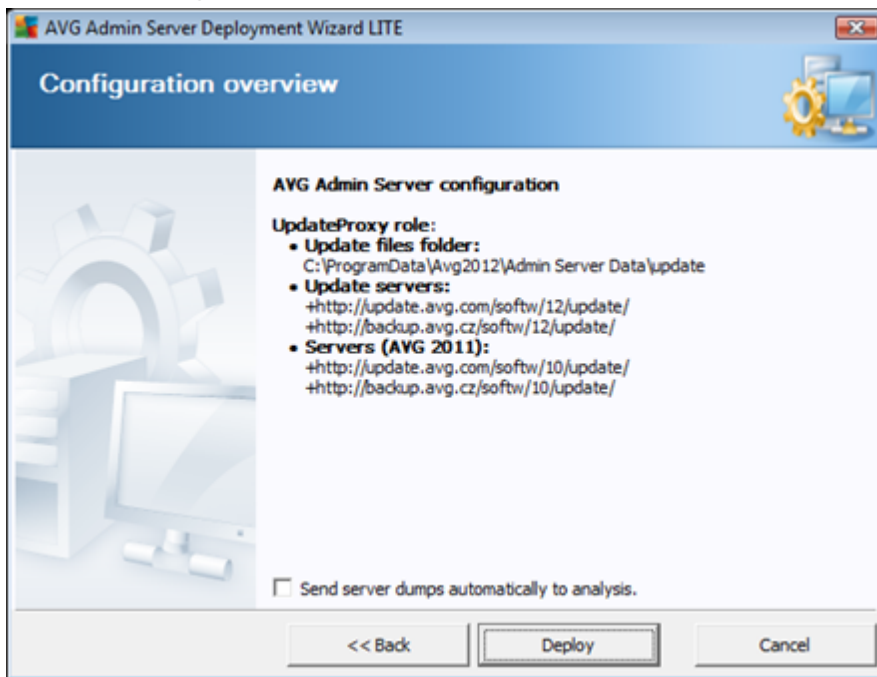 AVG Admin Server Deployment Wizard LITE
Configuration overview
AVG Admin Server configuration
UpdateProxy role:
• Update files folder:
C:\ProgramData\Avg2012\Admin Server Data\update
• Update servers:
+http://update.avg.com/softw/12/update/
+http://backup.avg.cz/softw/12/update/
• Servers (AVG 2011):
+http://update.avg.com/softw/10/update/
+http://backup.avg.cz/softw/10/update/
Send server dumps automatically to analysis.
<< Back
Deploy
Cancel